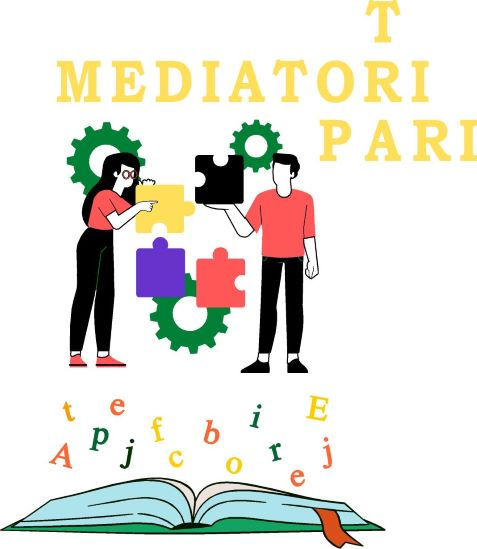 T
MEDIATORI
PARI
t e i E
A p j f c b o r e j